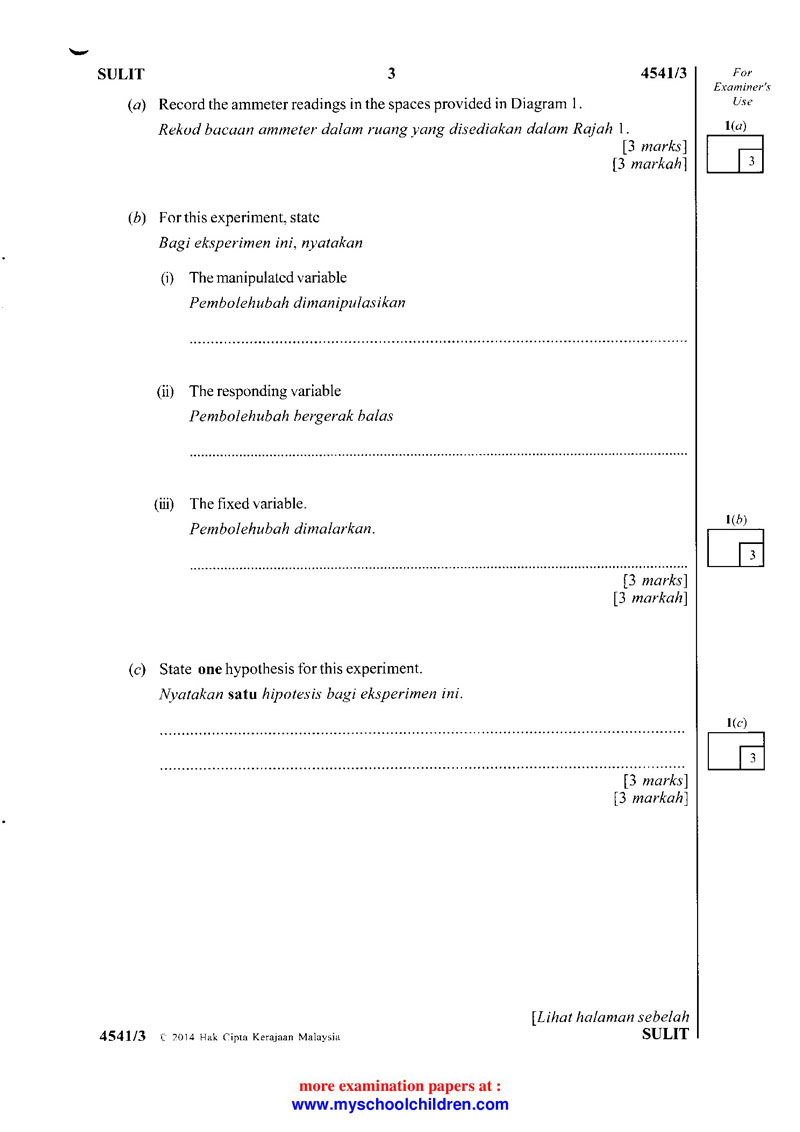 SULIT 3 4541/3
For
Examiner's
Use
(a) Record the ammeter readings in the spaces provided in Diagram 1.
1(a)
Rekod bacaan ammeter dalam ruang yang disediakan dalam Rajah 1.
[3 marks]
3
[3 markah]
(b) For this experiment, state
Bagi eksperimen ini, nyatakan
(i) The manipulated variable
Pembolehubah dimanipulasikan
(ii) The responding variable
Pembolehubah bergerak balas
(iii) The fixed variable.
Pembolehubah dimalarkan.
1(b)
3
[3 marks]
[3 markah]
(c) State one hypothesis for this experiment.
Nyatakan satu hipotesis bagi eksperimen ini.
1(c)
3
[3 marks]
[3 markah]
[Lihat halaman sebelah
4541/3 © 2014 Hak Cipta Kerajaan Malaysia SULIT
more examination papers at :
www.myschoolchildren.com